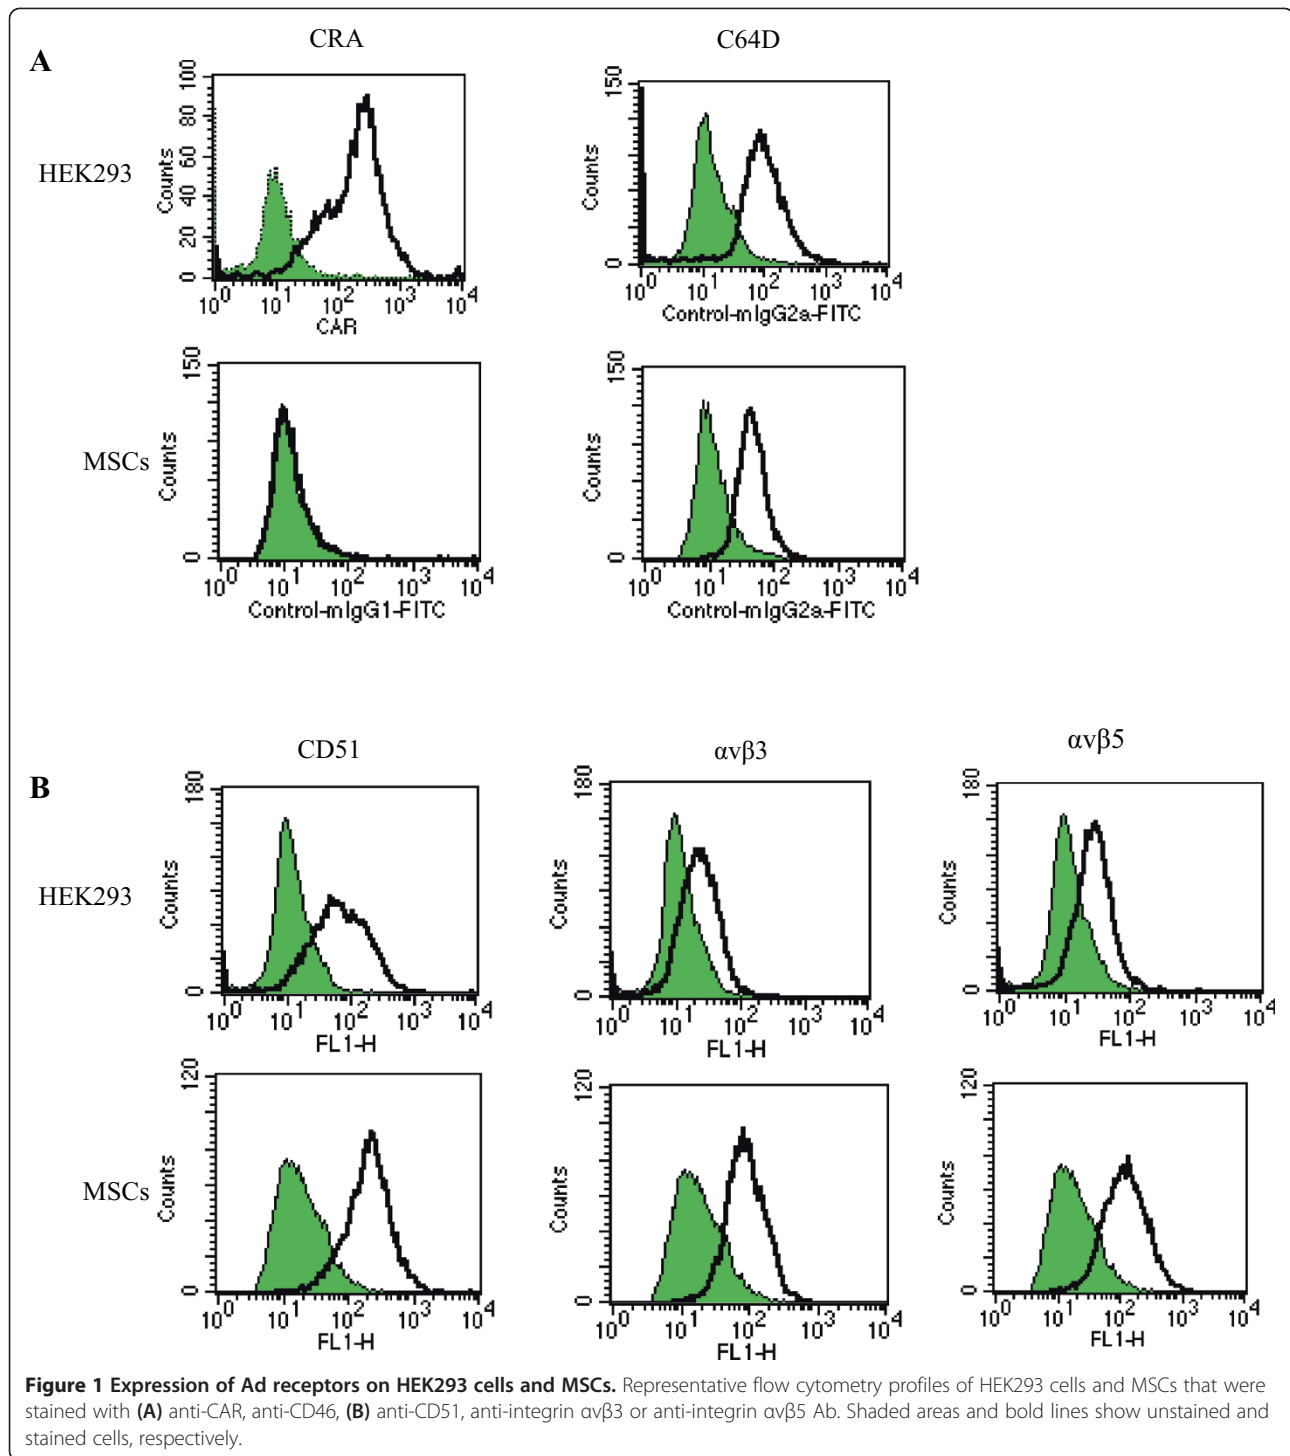 A
CRA
C64D
HEK293
Counts
100
80
60
40
20
0
10^0 10^1 10^2 10^3 10^4
CAR
Counts
150
0
10^0 10^1 10^2 10^3 10^4
Control-mIgG2a-FITC
MSCs
Counts
150
0
10^0 10^1 10^2 10^3 10^4
Control-mIgG1-FITC
Counts
150
0
10^0 10^1 10^2 10^3 10^4
Control-mIgG2a-FITC
B
CD51
αvβ3
αvβ5
HEK293
Counts
180
0
10^0 10^1 10^2 10^3 10^4
FL1-H
Counts
180
0
10^0 10^1 10^2 10^3 10^4
FL1-H
Counts
180
0
10^0 10^1 10^2 10^3 10^4
FL1-H
MSCs
Counts
120
0
10^0 10^1 10^2 10^3 10^4
FL1-H
Counts
120
0
10^0 10^1 10^2 10^3 10^4
FL1-H
Counts
120
0
10^0 10^1 10^2 10^3 10^4
FL1-H
Figure 1 Expression of Ad receptors on HEK293 cells and MSCs. Representative flow cytometry profiles of HEK293 cells and MSCs that were
stained with (A) anti-CAR, anti-CD46, (B) anti-CD51, anti-integrin αvβ3 or anti-integrin αvβ5 Ab. Shaded areas and bold lines show unstained and
stained cells, respectively.